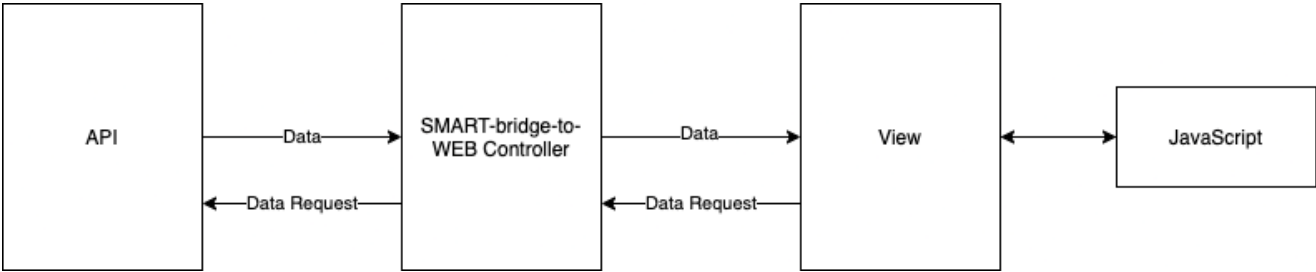 API
Data
Data Request
SMART-bridge-to-
WEB Controller
Data
Data Request
View
JavaScript